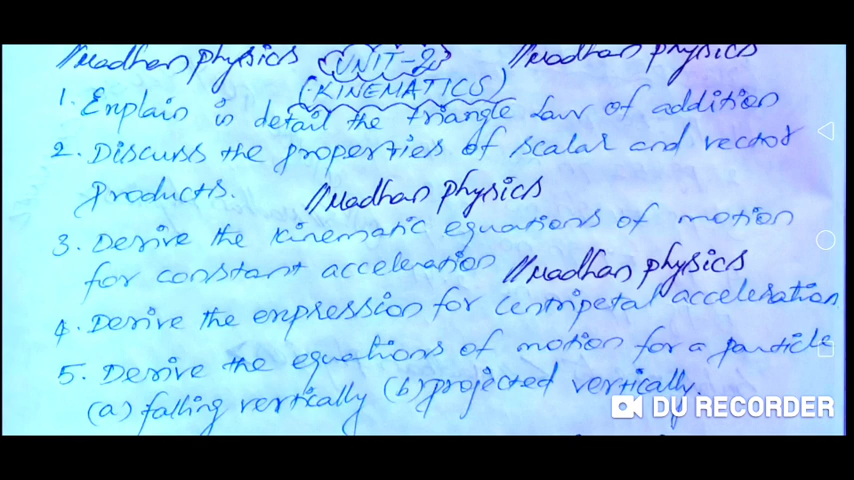 //Madhan physics UNIT-2 //Madhan physics
(KINEMATICS)
1. Explain in detail the triangle Law of addition
2. Discuss the properties of scalar and vector
products. //Madhan physics
3. Derive the kinematic equations of motion
for constant acceleration //Madhan physics
4. Derive the expression for centripetal acceleration
5. Derive the equations of motion for a particle
(a) falling vertically (b) projected vertically.
DU RECORDER